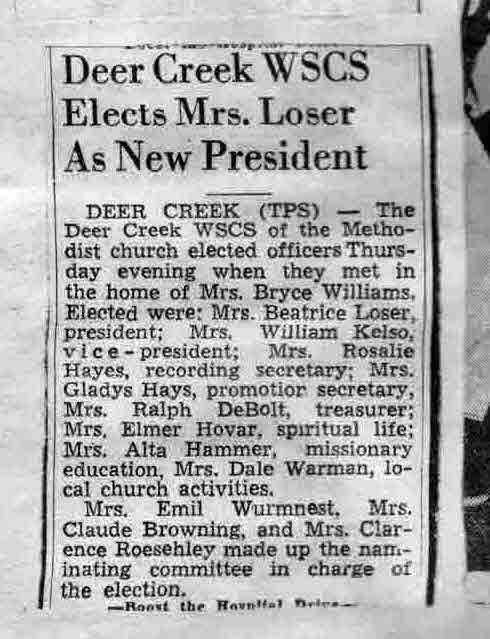 Deer Creek WSCS
Elects Mrs. Loser
As New President
DEER CREEK (TPS) — The
Deer Creek WSCS of the Metho-
dist church elected officers Thurs-
day evening when they met in
the home of Mrs. Bryce Williams.
Elected were: Mrs. Beatrice Loser,
president; Mrs. William Kelso,
vice-president; Mrs. Rosalie
Hayes, recording secretary; Mrs.
Gladys Hays, promotior secretary,
Mrs. Ralph DeBolt, treasurer;
Mrs. Elmer Hovar, spiritual life;
Mrs. Alta Hammer, missionary
education, Mrs. Dale Warman, lo-
cal church activities.
Mrs. Emil Wurmnest, Mrs.
Claude Browning, and Mrs. Clar-
ence Roesehley made up the nam-
inating committee in charge of
the election.
—Boost the Hospital Drive—